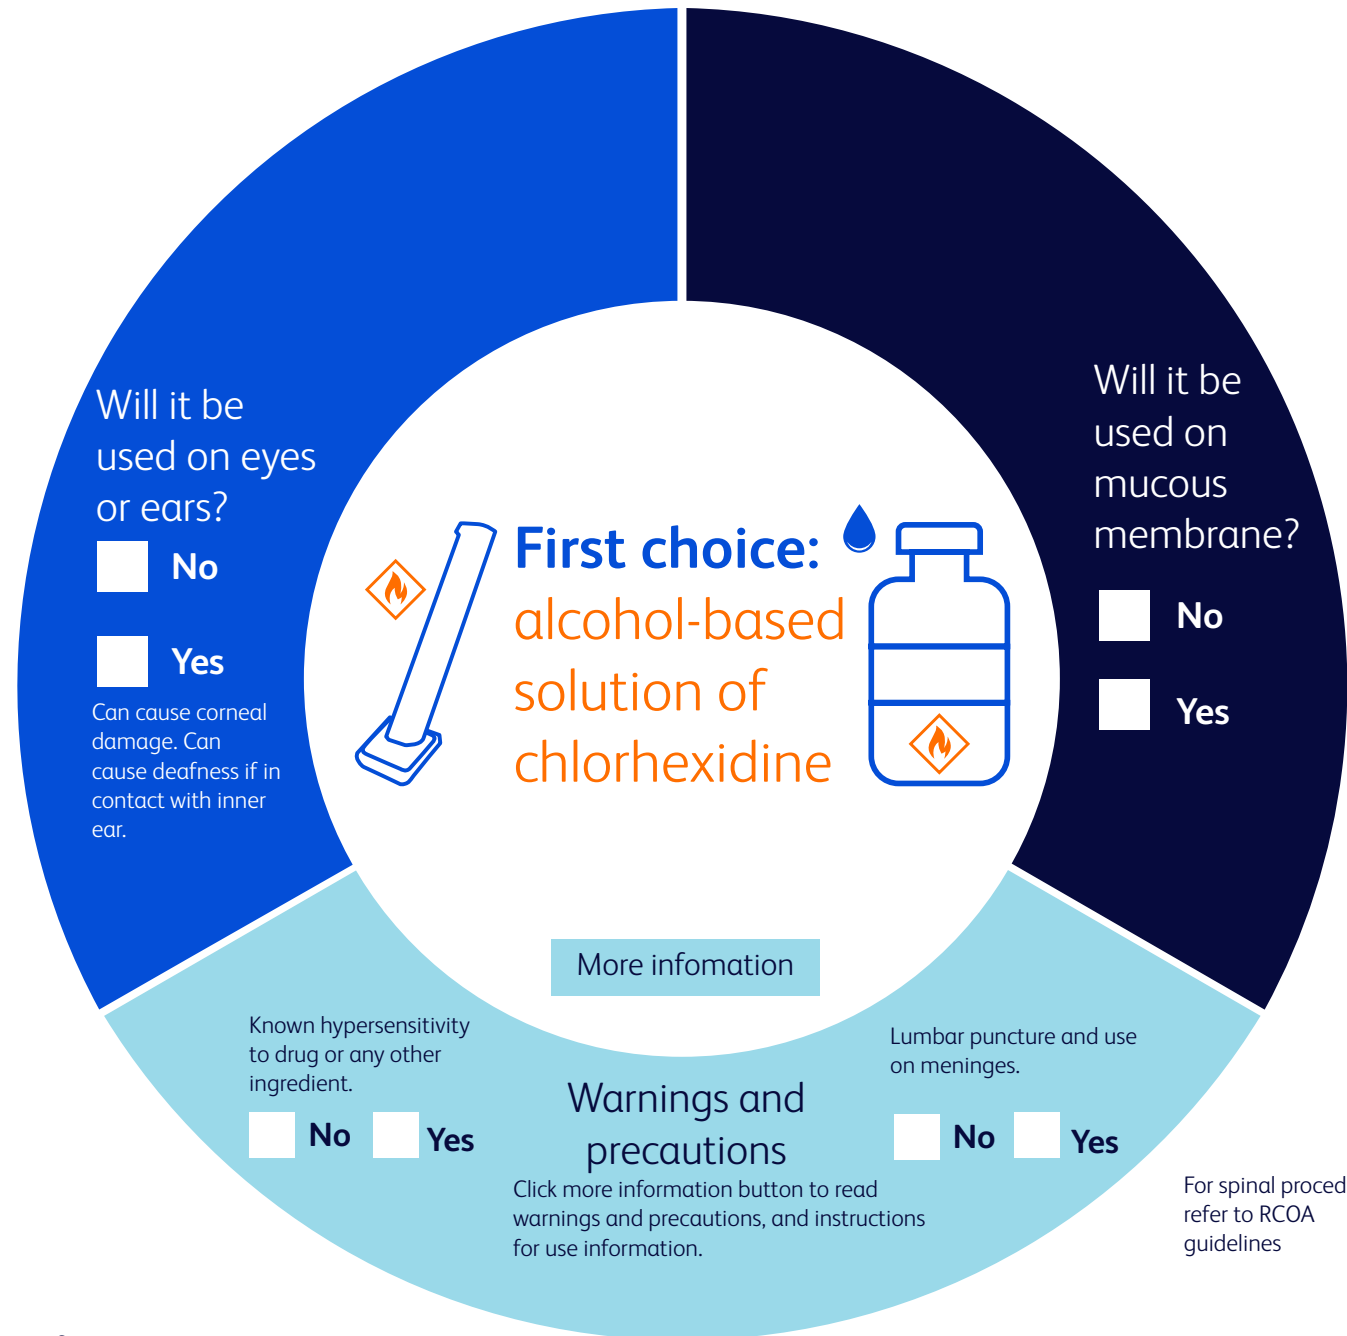 Will it be
used on eyes
or ears?
No
Yes
Can cause corneal
damage. Can
cause deafness if in
contact with inner
ear.
First choice:
alcohol-based
solution of
chlorhexidine
More infomation
Will it be
used on
mucous
membrane?
No
Yes
Known hypersensitivity
to drug or any other
ingredient.
No
Yes
Warnings and
precautions
Click more information button to read
warnings and precautions, and instructions
for use information.
Lumbar puncture and use
on meninges.
No
Yes
For spinal proced
refer to RCOA
guidelines